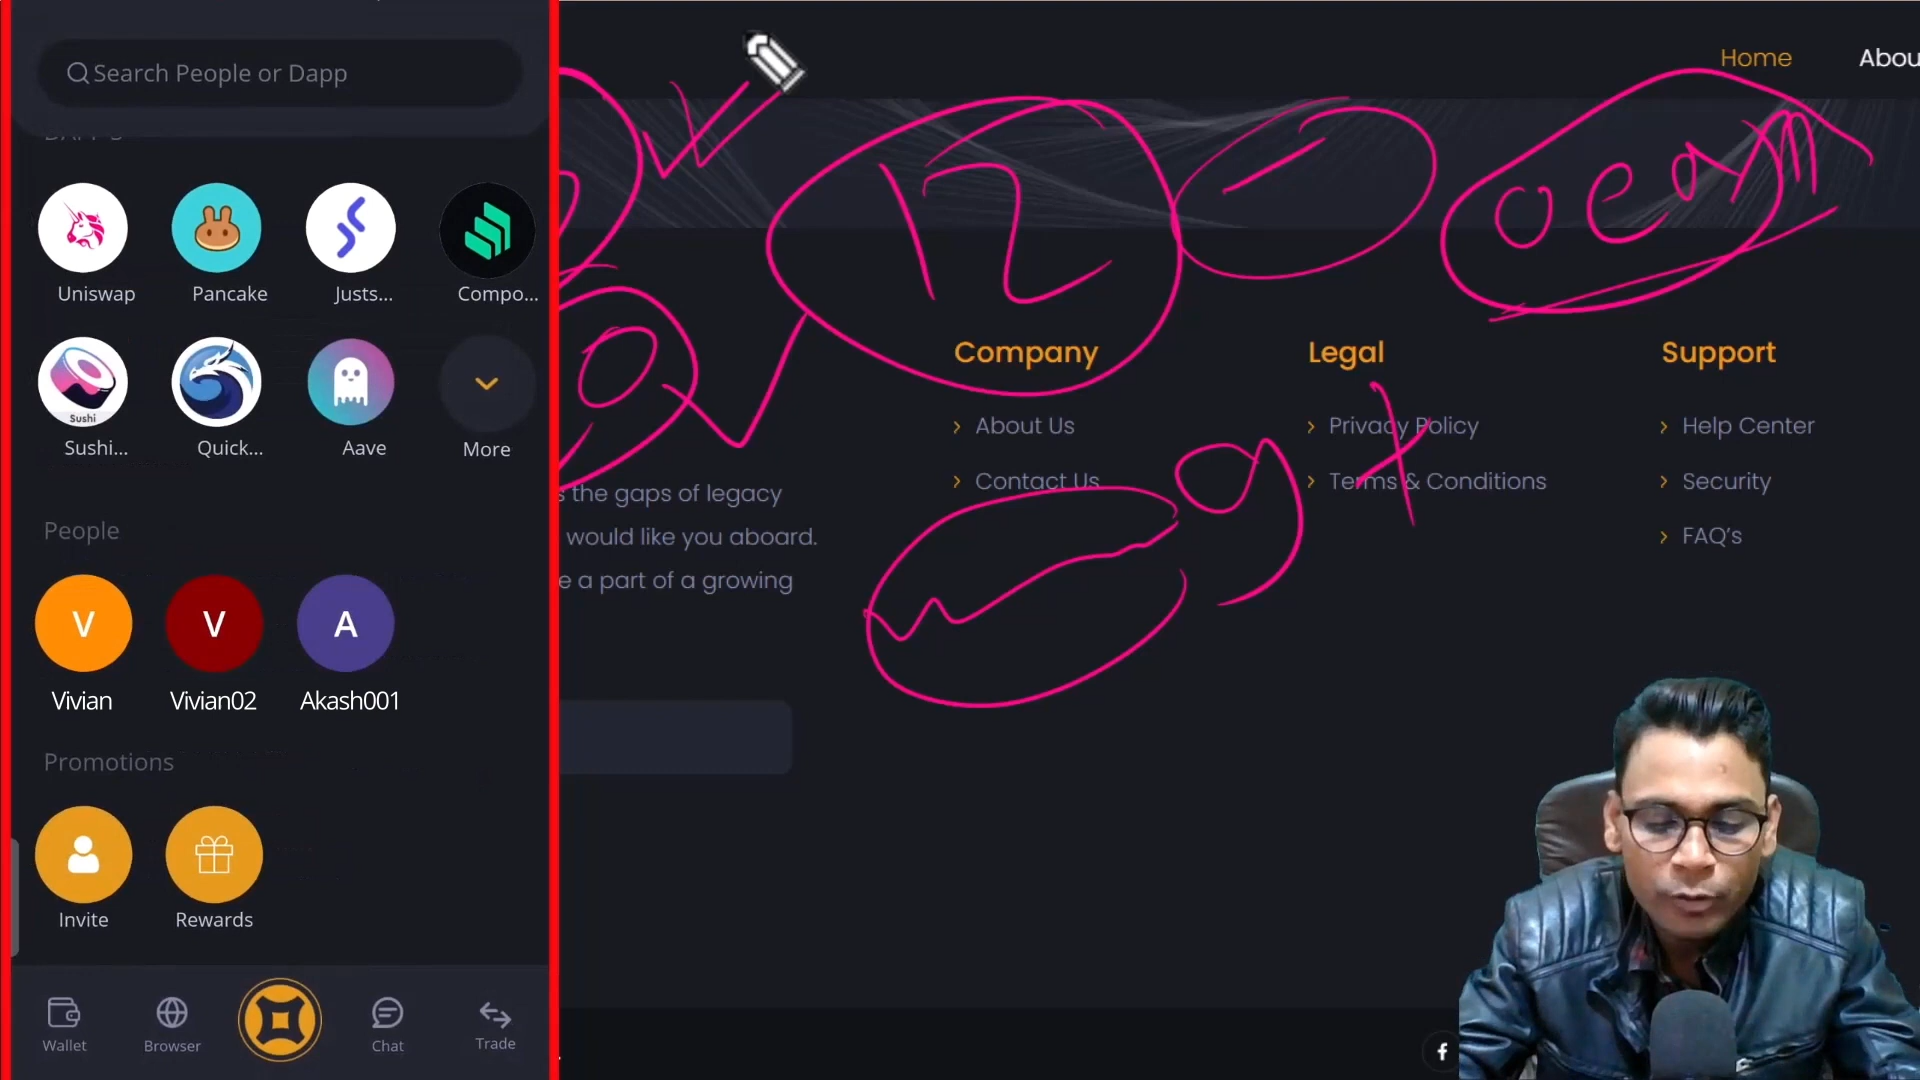 Search People or Dapp
Uniswap
Pancake
Justs...
Compo...
Sushi
Sushi...
Quick...
Aave
More
People
Vivian
Vivian02
Akash001
Promotions
Invite
Rewards
Wallet
Browser
Chat
Trade
Home
Abou
12
Company
About Us
Contact Us
Legal
Privacy Policy
Terms & Conditions
Support
Help Center
Security
FAQ's
the gaps of legacy
would like you aboard.
e a part of a growing
V
V
A